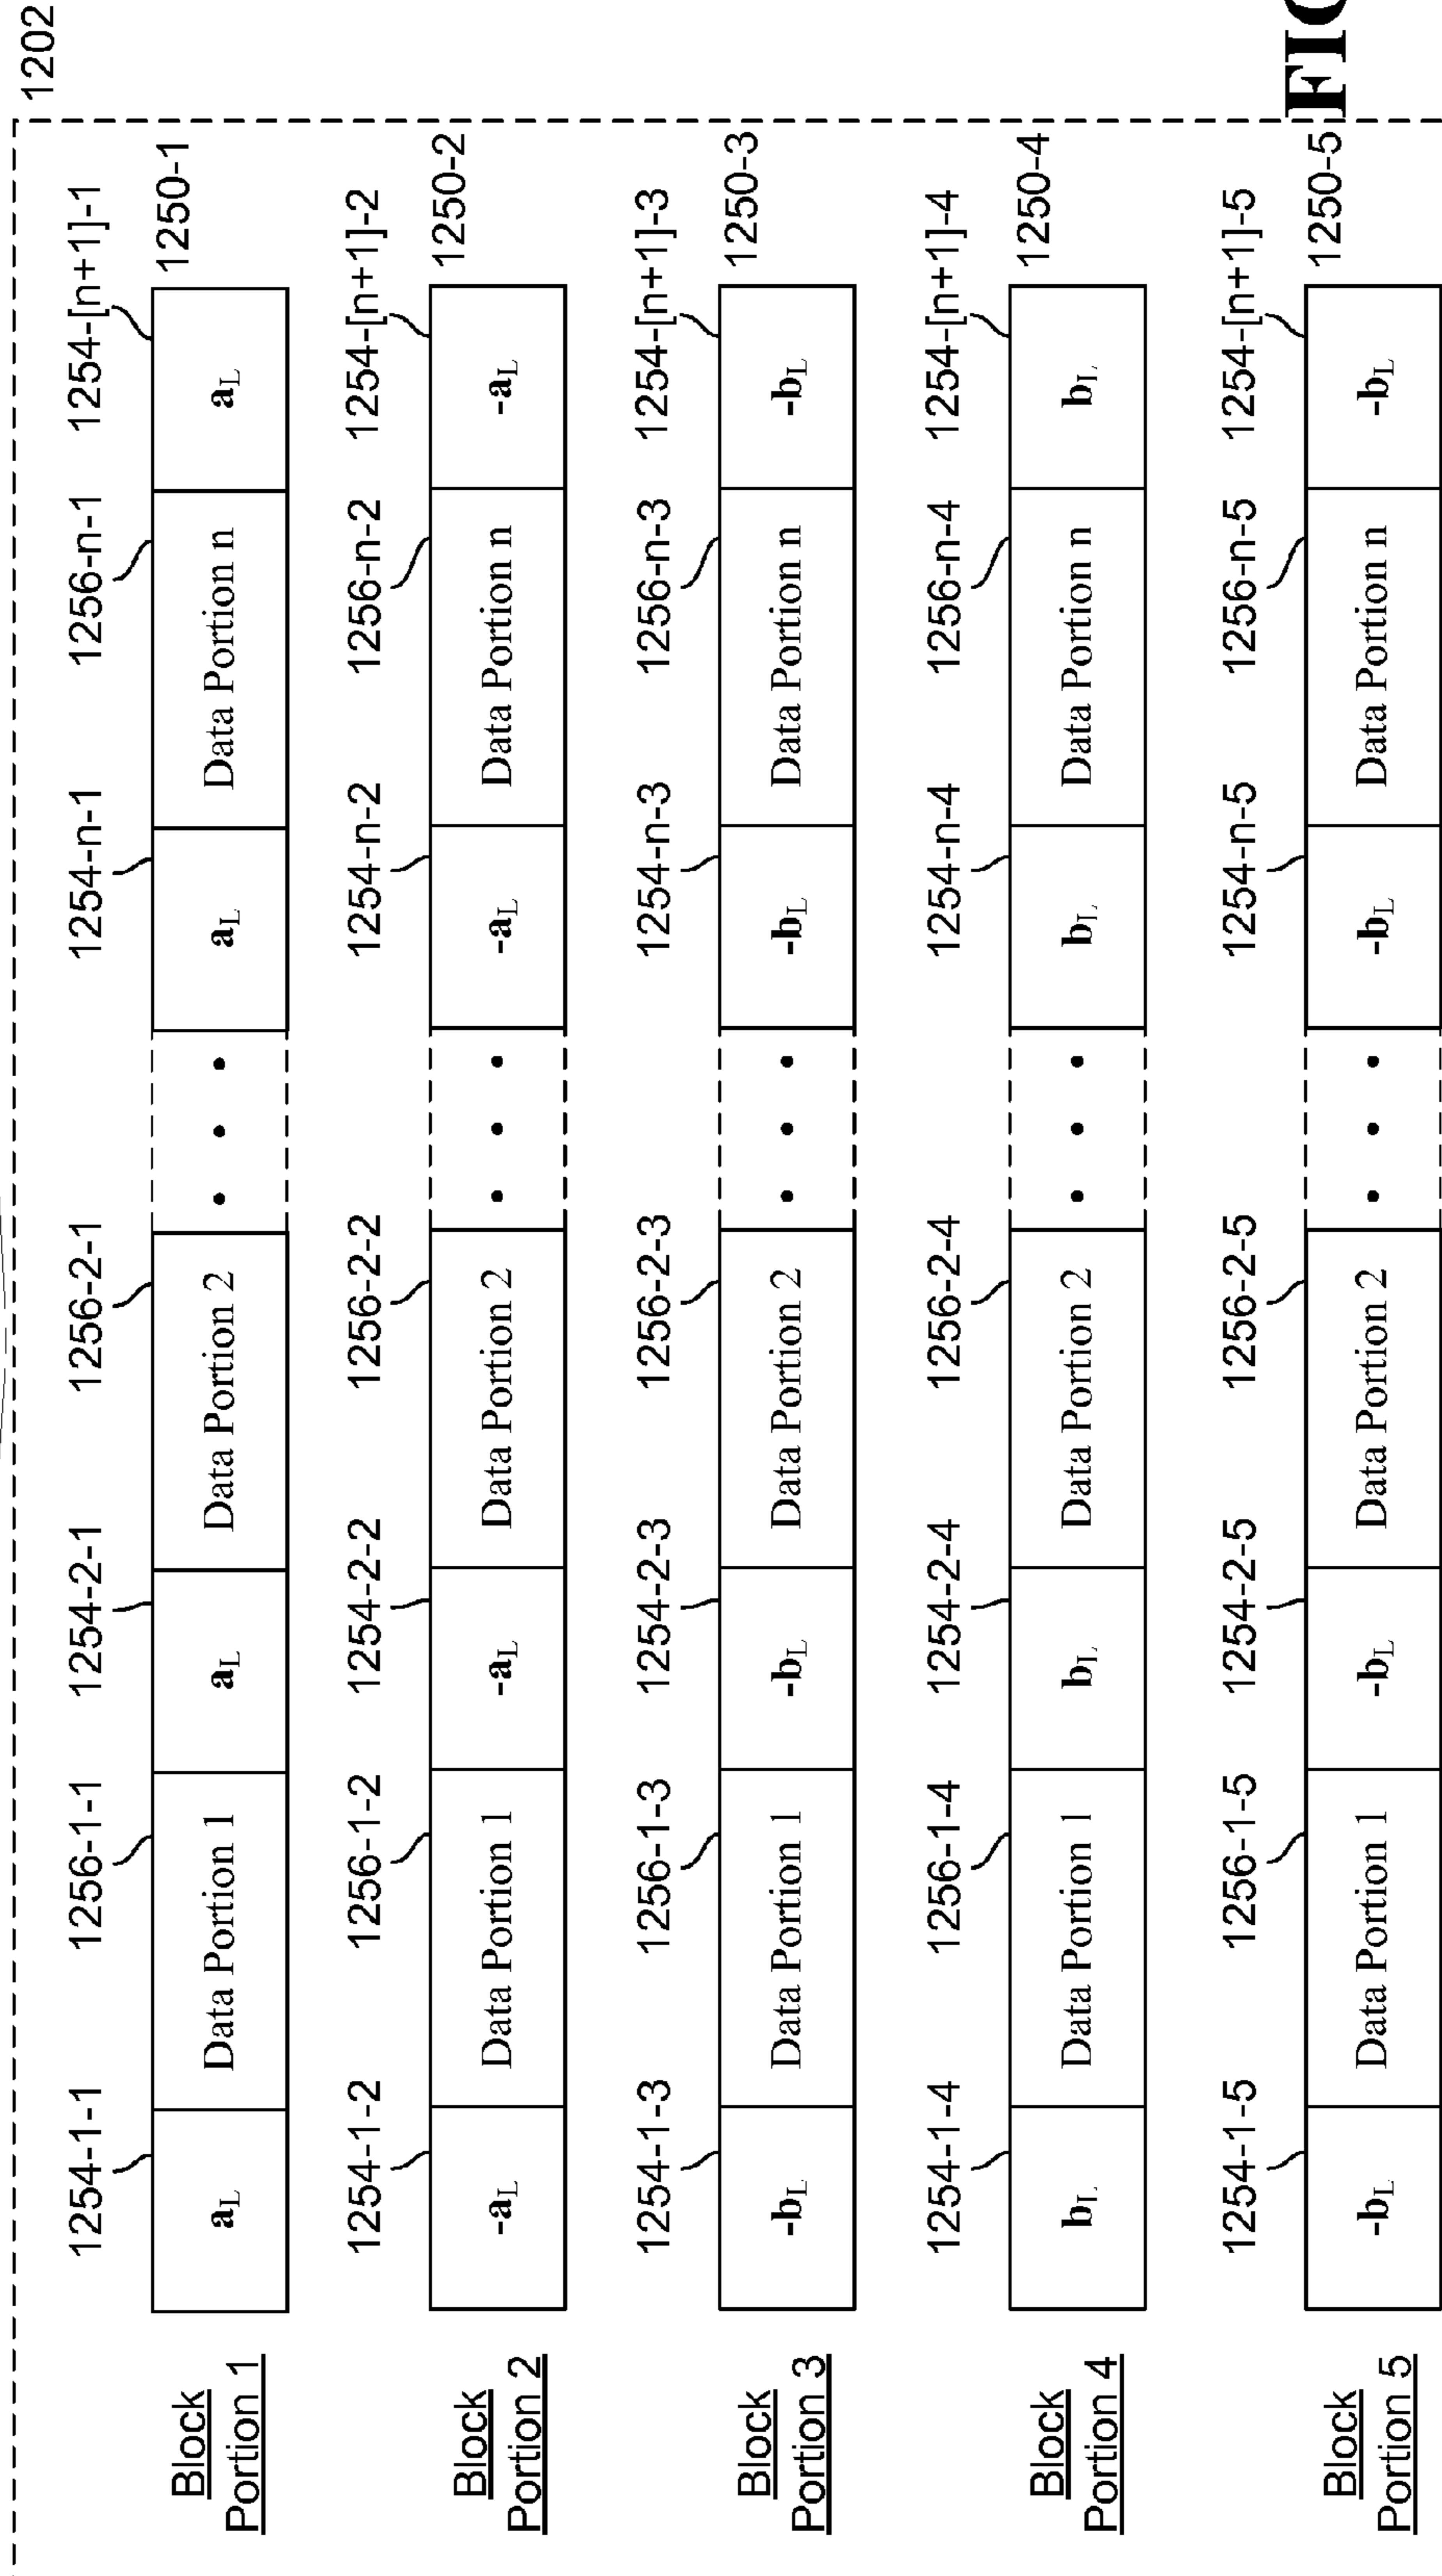 1202
1254-1-1 1256-1-1 1254-2-1 1256-2-1 1254-n-1 1256-n-1 1254-[n+1]-1
Block
Portion 1
aL Data Portion 1 aL Data Portion 2 • • • aL Data Portion n aL
1250-1
1254-1-2 1256-1-2 1254-2-2 1256-2-2 1254-n-2 1256-n-2 1254-[n+1]-2
Block
Portion 2
-aL Data Portion 1 -aL Data Portion 2 • • • -aL Data Portion n -aL
1250-2
1254-1-3 1256-1-3 1254-2-3 1256-2-3 1254-n-3 1256-n-3 1254-[n+1]-3
Block
Portion 3
-bL Data Portion 1 -bL Data Portion 2 • • • -bL Data Portion n -bL
1250-3
1254-1-4 1256-1-4 1254-2-4 1256-2-4 1254-n-4 1256-n-4 1254-[n+1]-4
Block
Portion 4
bL Data Portion 1 bL Data Portion 2 • • • bL Data Portion n bL
1250-4
1254-1-5 1256-1-5 1254-2-5 1256-2-5 1254-n-5 1256-n-5 1254-[n+1]-5
Block
Portion 5
-bL Data Portion 1 -bL Data Portion 2 • • • -bL Data Portion n -bL
1250-5